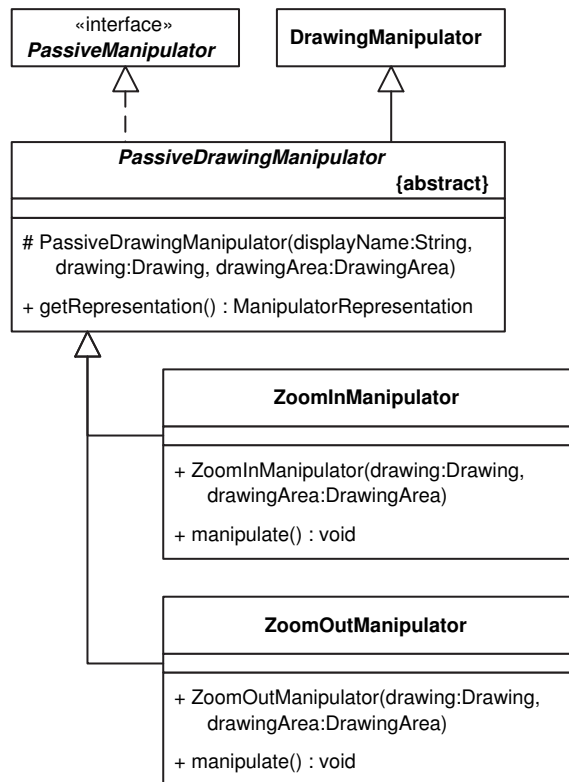 «interface»
PassiveManipulator
DrawingManipulator
PassiveDrawingManipulator
{abstract}
# PassiveDrawingManipulator(displayName:String,
drawing:Drawing, drawingArea:DrawingArea)
+ getRepresentation() : ManipulatorRepresentation
ZoomInManipulator
+ ZoomInManipulator(drawing:Drawing,
drawingArea:DrawingArea)
+ manipulate() : void
ZoomOutManipulator
+ ZoomOutManipulator(drawing:Drawing,
drawingArea:DrawingArea)
+ manipulate() : void